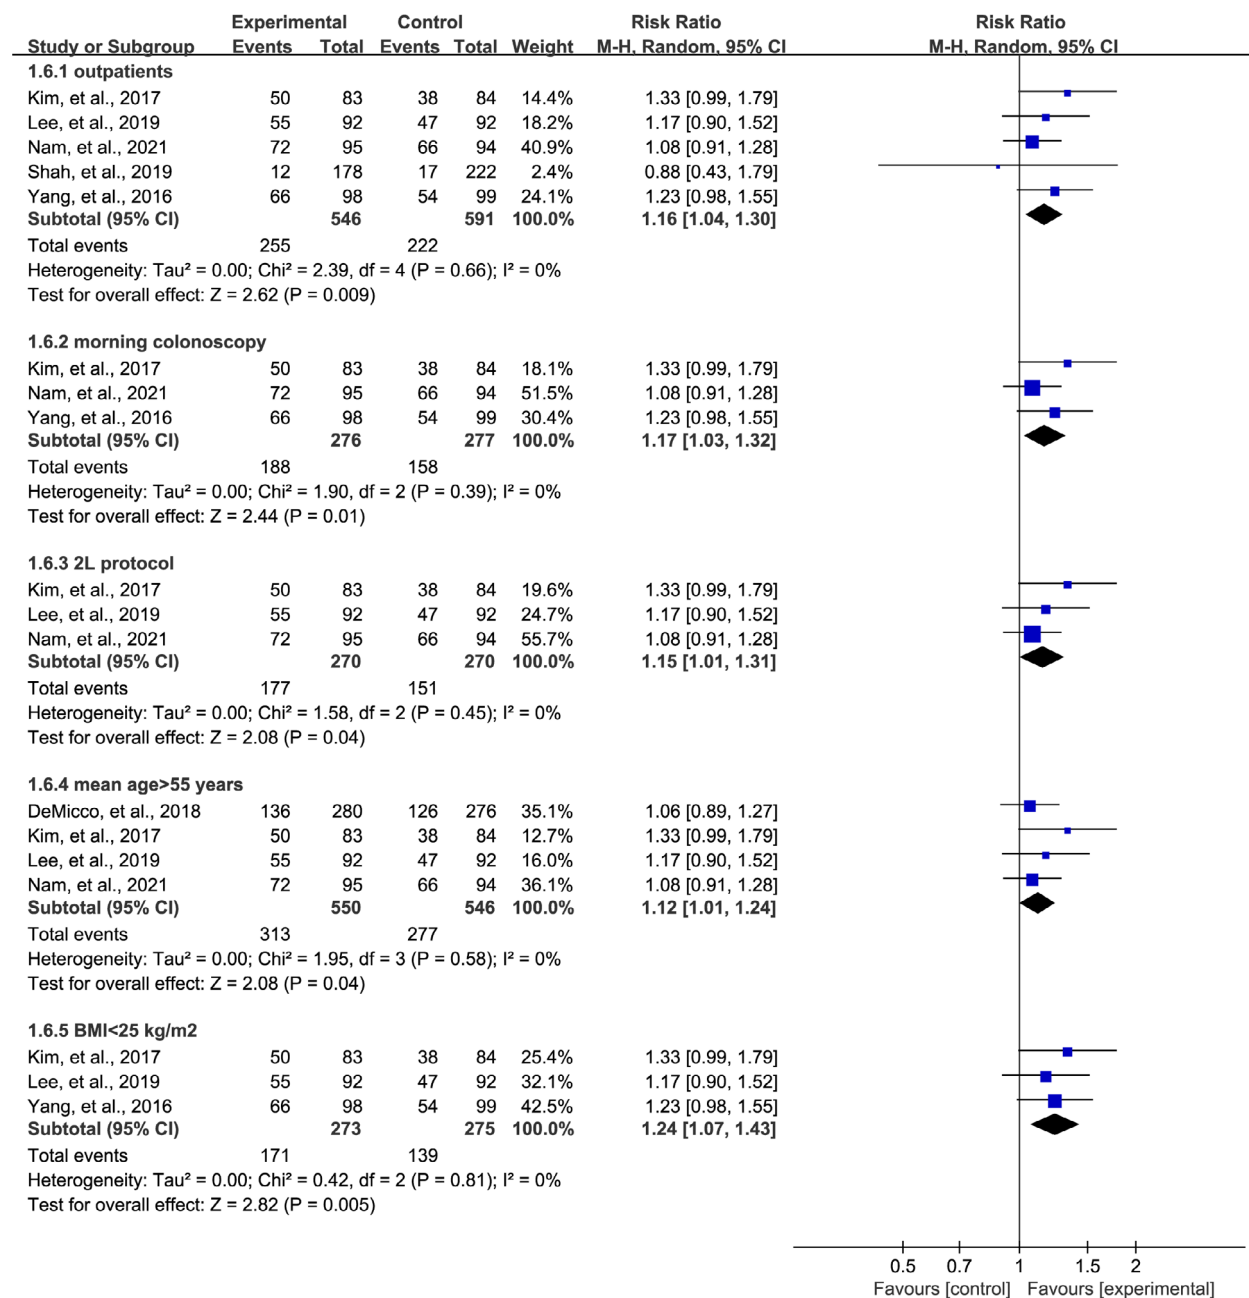 Experimental Control Risk Ratio Risk Ratio
Study or Subgroup Events Total Events Total Weight M-H, Random, 95% CI M-H, Random, 95% CI
1.6.1 outpatients
Kim, et al., 2017 50 83 38 84 14.4% 1.33 [0.99, 1.79]
Lee, et al., 2019 55 92 47 92 18.2% 1.17 [0.90, 1.52]
Nam, et al., 2021 72 95 66 94 40.9% 1.08 [0.91, 1.28]
Shah, et al., 2019 12 178 17 222 2.4% 0.88 [0.43, 1.79]
Yang, et al., 2016 66 98 54 99 24.1% 1.23 [0.98, 1.55]
Subtotal (95% CI) 546 591 100.0% 1.16 [1.04, 1.30]
Total events 255 222
Heterogeneity: Tau² = 0.00; Chi² = 2.39, df = 4 (P = 0.66); I² = 0%
Test for overall effect: Z = 2.62 (P = 0.009)
1.6.2 morning colonoscopy
Kim, et al., 2017 50 83 38 84 18.1% 1.33 [0.99, 1.79]
Nam, et al., 2021 72 95 66 94 51.5% 1.08 [0.91, 1.28]
Yang, et al., 2016 66 98 54 99 30.4% 1.23 [0.98, 1.55]
Subtotal (95% CI) 276 277 100.0% 1.17 [1.03, 1.32]
Total events 188 158
Heterogeneity: Tau² = 0.00; Chi² = 1.90, df = 2 (P = 0.39); I² = 0%
Test for overall effect: Z = 2.44 (P = 0.01)
1.6.3 2L protocol
Kim, et al., 2017 50 83 38 84 19.6% 1.33 [0.99, 1.79]
Lee, et al., 2019 55 92 47 92 24.7% 1.17 [0.90, 1.52]
Nam, et al., 2021 72 95 66 94 55.7% 1.08 [0.91, 1.28]
Subtotal (95% CI) 270 270 100.0% 1.15 [1.01, 1.31]
Total events 177 151
Heterogeneity: Tau² = 0.00; Chi² = 1.58, df = 2 (P = 0.45); I² = 0%
Test for overall effect: Z = 2.08 (P = 0.04)
1.6.4 mean age>55 years
DeMicco, et al., 2018 136 280 126 276 35.1% 1.06 [0.89, 1.27]
Kim, et al., 2017 50 83 38 84 12.7% 1.33 [0.99, 1.79]
Lee, et al., 2019 55 92 47 92 16.0% 1.17 [0.90, 1.52]
Nam, et al., 2021 72 95 66 94 36.1% 1.08 [0.91, 1.28]
Subtotal (95% CI) 550 546 100.0% 1.12 [1.01, 1.24]
Total events 313 277
Heterogeneity: Tau² = 0.00; Chi² = 1.95, df = 3 (P = 0.58); I² = 0%
Test for overall effect: Z = 2.08 (P = 0.04)
1.6.5 BMI<25 kg/m2
Kim, et al., 2017 50 83 38 84 25.4% 1.33 [0.99, 1.79]
Lee, et al., 2019 55 92 47 92 32.1% 1.17 [0.90, 1.52]
Yang, et al., 2016 66 98 54 99 42.5% 1.23 [0.98, 1.55]
Subtotal (95% CI) 273 275 100.0% 1.24 [1.07, 1.43]
Total events 171 139
Heterogeneity: Tau² = 0.00; Chi² = 0.42, df = 2 (P = 0.81); I² = 0%
Test for overall effect: Z = 2.82 (P = 0.005)
0.5 0.7 1 1.5 2
Favours [control] Favours [experimental]